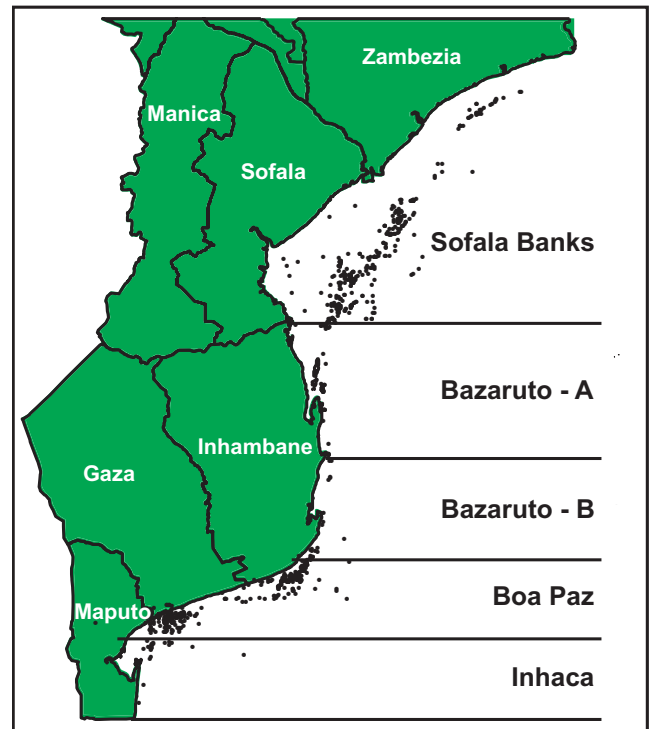 Zambezia
Manica
Sofala
Sofala Banks
Bazaruto - A
Inhambane
Gaza
Bazaruto - B
Boa Paz
Maputo
Inhaca